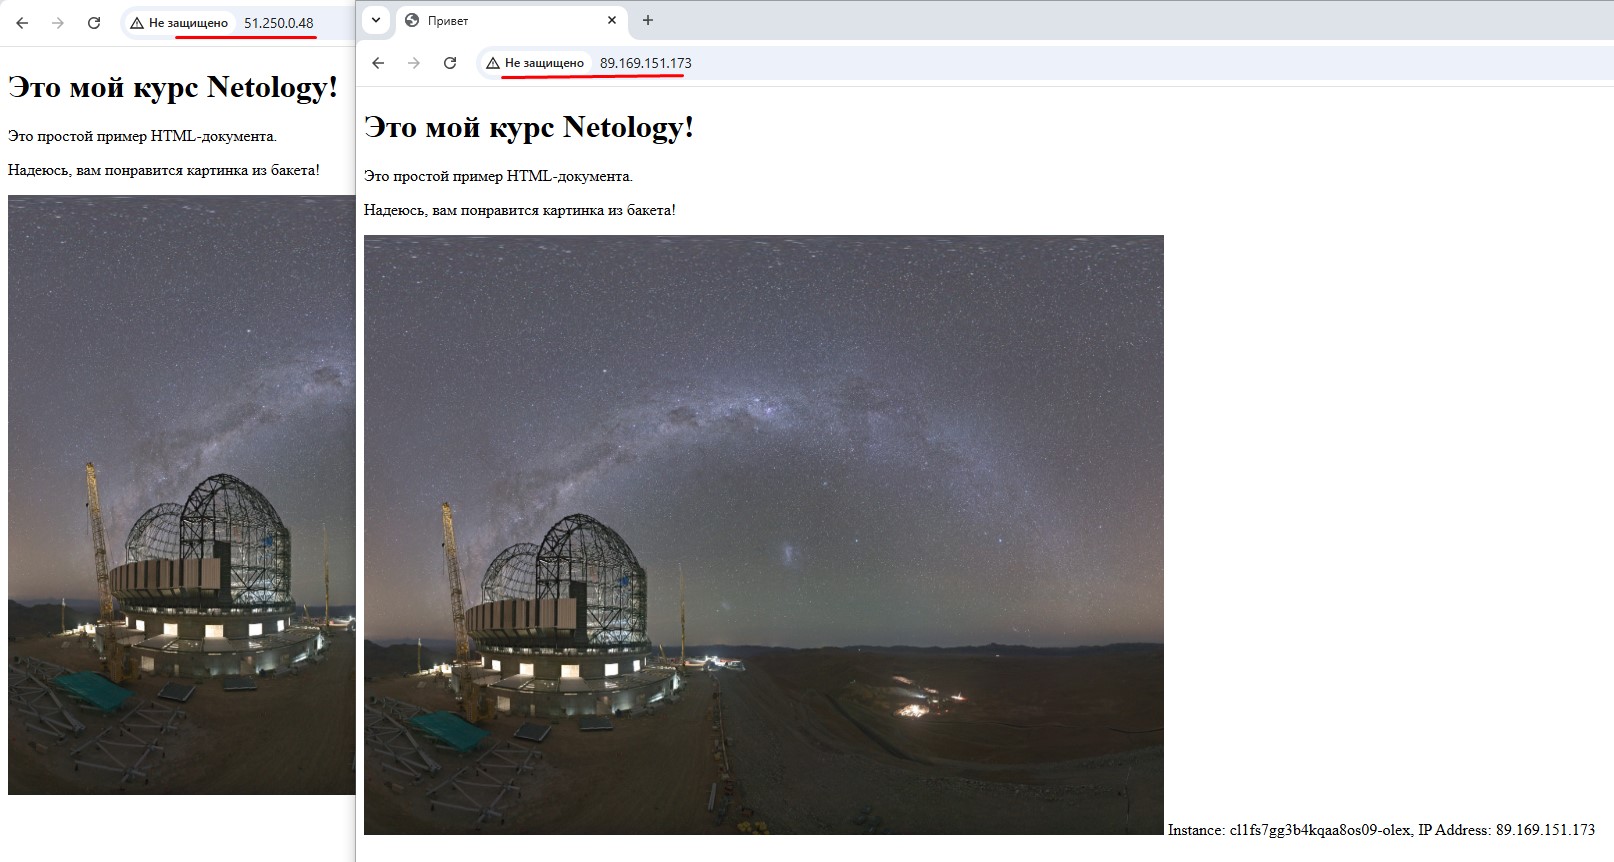 Не защищено 51.250.0.48
Это мой курс Netology!
Это простой пример HTML-документа.
Надеюсь, вам понравится картинка из бакета!
Привет
Не защищено 89.169.151.173
Это мой курс Netology!
Это простой пример HTML-документа.
Надеюсь, вам понравится картинка из бакета!
Instance: cl1fs7gg3b4kqaa8os09-olex, IP Address: 89.169.151.173